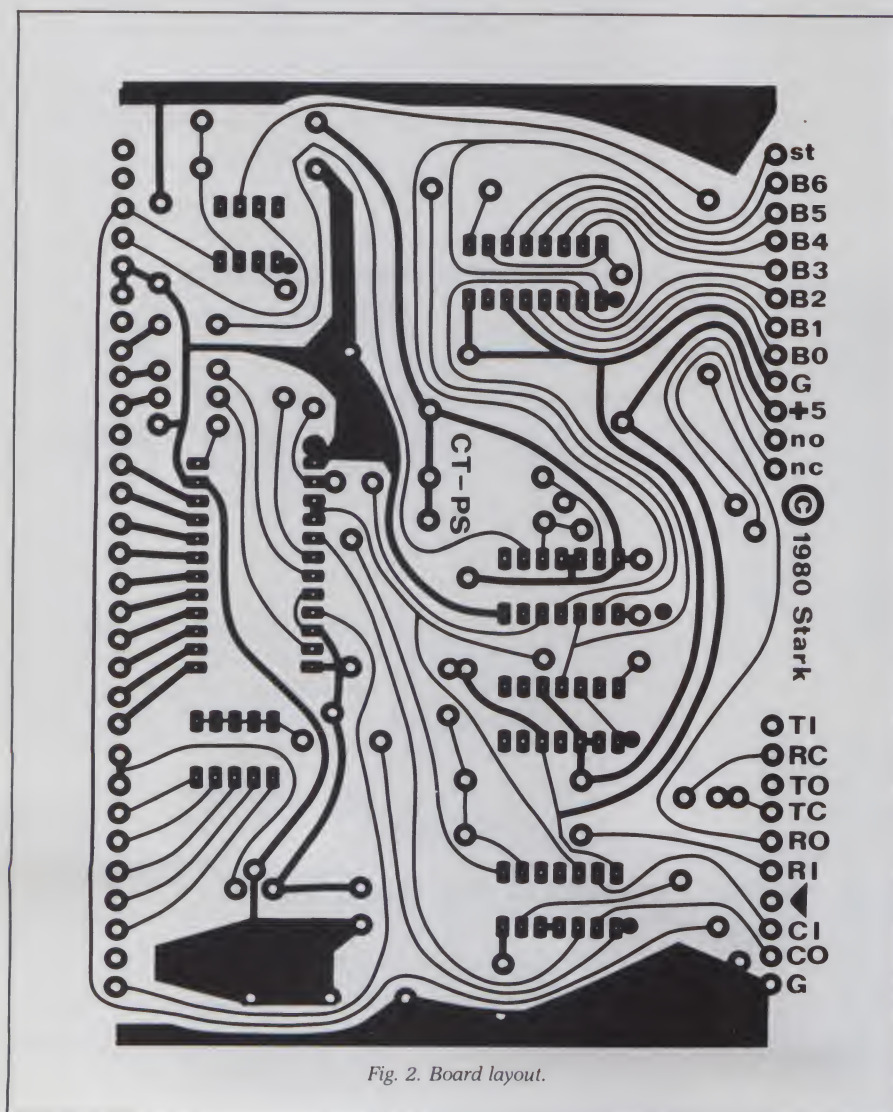 st
B6
B5
B4
B3
B2
B1
B0
G
+5
no
nc
CT-PS
© 1980 Stark
TI
RC
TO
TC
RO
RI
◀
CI
CO
G
Fig. 2. Board layout.